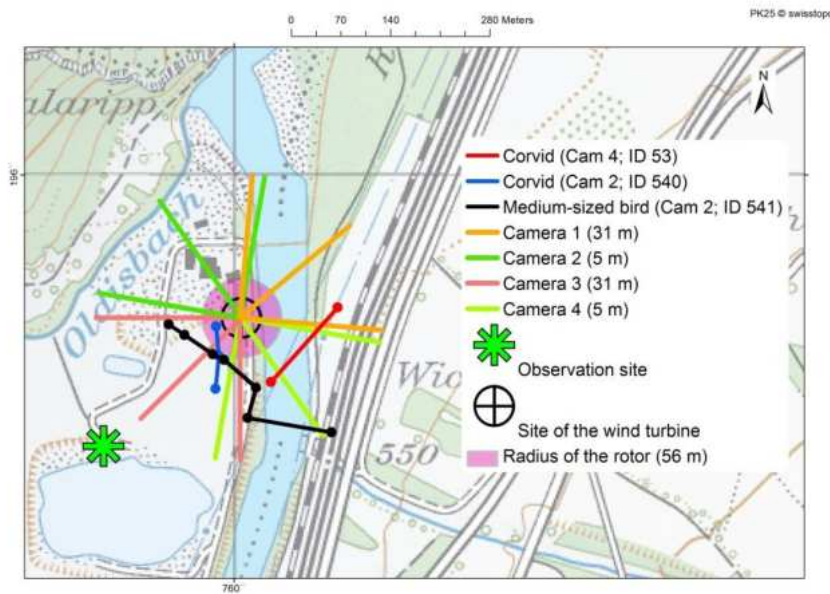 0 70 140 280 Meters
PK25 © swisstopo
N
alaripp
196
Oldisbach
Corvid (Cam 4; ID 53)
Corvid (Cam 2; ID 540)
Medium-sized bird (Cam 2; ID 541)
Camera 1 (31 m)
Camera 2 (5 m)
Camera 3 (31 m)
Camera 4 (5 m)
Observation site
Site of the wind turbine
Radius of the rotor (56 m)
550
760